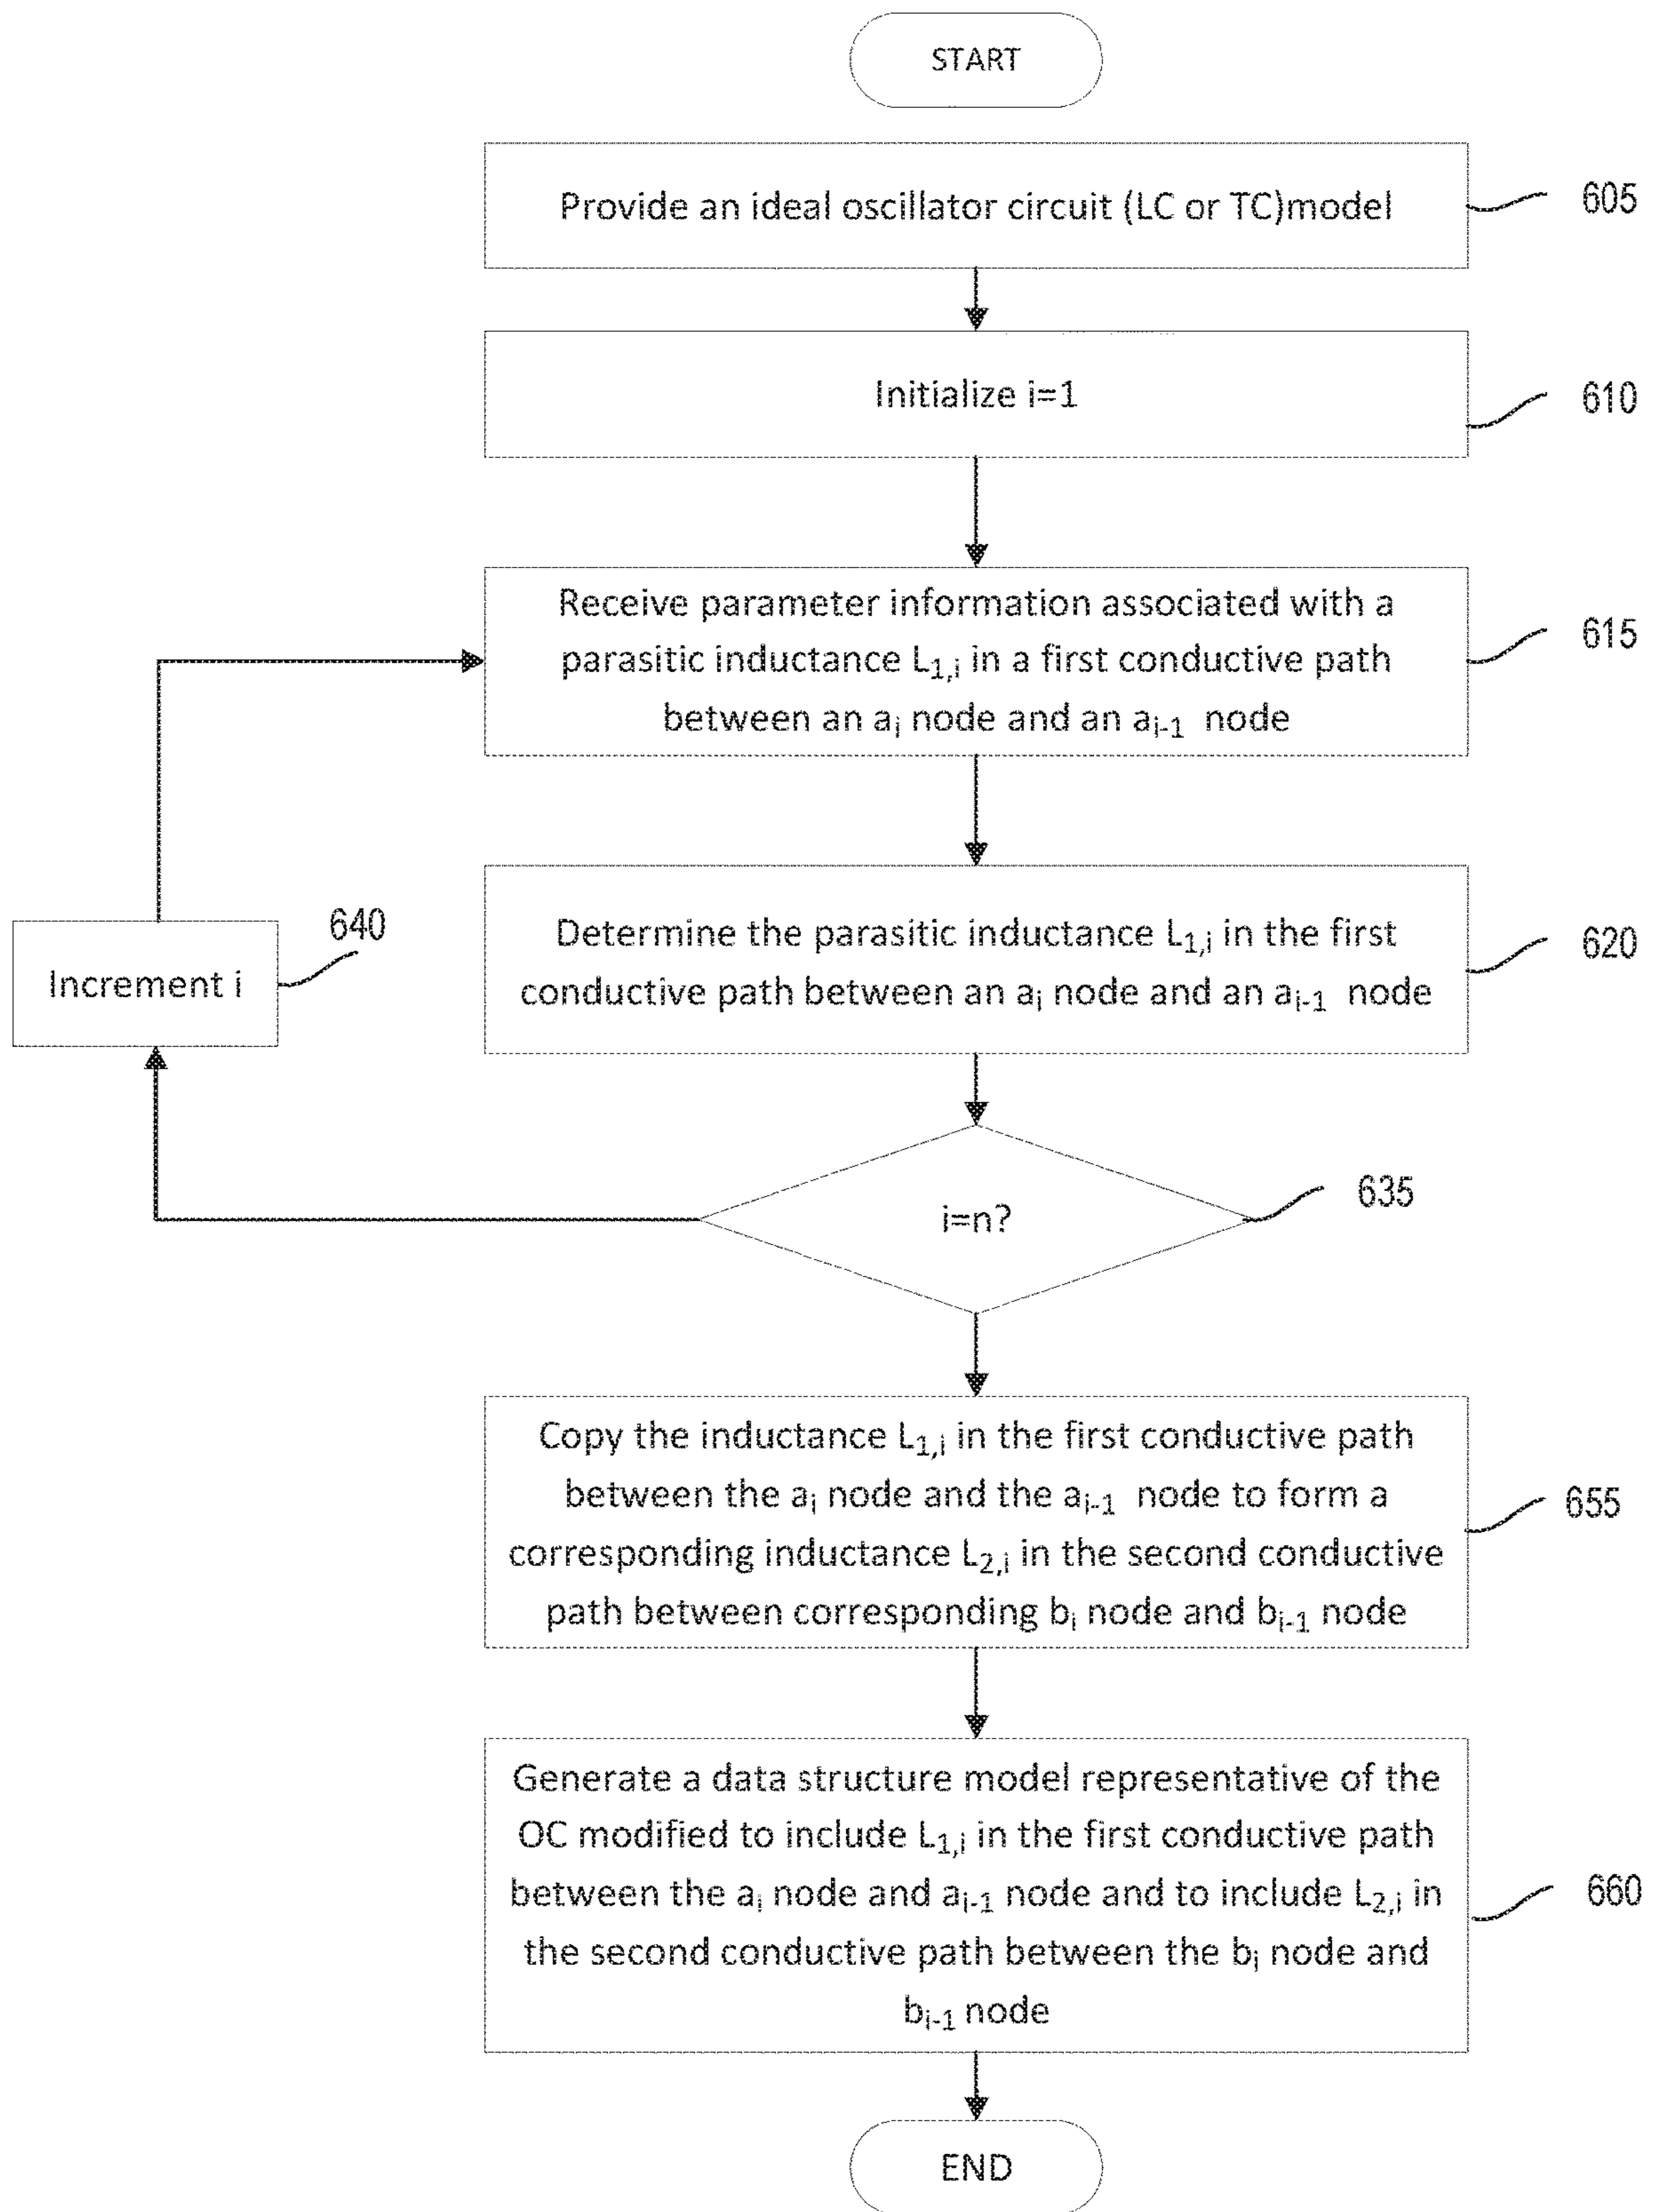 START
Provide an ideal oscillator circuit (LC or TC)model
605
Initialize i=1
610
Receive parameter information associated with a
parasitic inductance L1,i in a first conductive path
between an ai node and an ai-1 node
615
Determine the parasitic inductance L1,i in the first
conductive path between an ai node and an ai-1 node
620
640
Increment i
i=n?
635
Copy the inductance L1,i in the first conductive path
between the ai node and the ai-1 node to form a
corresponding inductance L2,i in the second conductive
path between corresponding bi node and bi-1 node
655
Generate a data structure model representative of the
OC modified to include L1,i in the first conductive path
between the ai node and ai-1 node and to include L2,i in
the second conductive path between the bi node and
bi-1 node
660
END